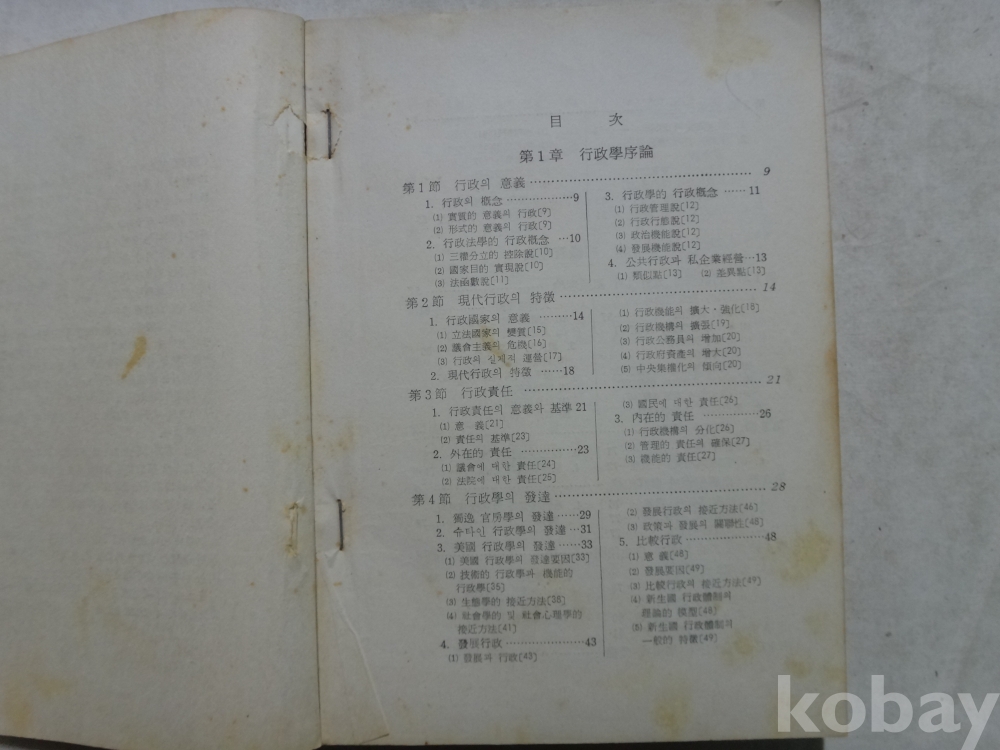 目 次
第1章 行政學序論
第1節 行政의 意義 9
1. 行政의 概念 9
(1) 實質的 意義의 行政[9]
(2) 形式的 意義의 行政[9]
2. 行政法學的 行政概念 10
(1) 三權分立的 控除說[10]
(2) 國家目的 實現說[10]
(3) 法函數說[11]
3. 行政學的 行政概念 11
(1) 行政管理說[12]
(2) 行政行態說[12]
(3) 政治機能說[12]
(4) 發展機能說[12]
4. 公共行政과 私企業經營 13
(1) 類似點[13] (2) 差異點[13]
第2節 現代行政의 特徵 14
1. 行政國家의 意義 14
(1) 立法國家의 變質[15]
(2) 議會主義의 危機[16]
(3) 行政의 실제적 運營[17]
2. 現代行政의 特徵 18
(1) 行政機能의 擴大·強化[18]
(2) 行政機構의 擴張[19]
(3) 行政公務員의 增加[20]
(4) 行政府資產의 增大[20]
(5) 中央集權化의 傾向[20]
第3節 行政責任 21
1. 行政責任의 意義와 基準 21
(1) 意 義[21]
(2) 責任의 基準[23]
2. 外在的 責任 23
(1) 議會에 대한 責任[24]
(2) 法院에 대한 責任[25]
(3) 國民에 대한 責任[26]
3. 內在的 責任 26
(1) 行政機構의 分化[26]
(2) 管理的 責任의 確保[27]
(3) 機能的 責任[27]
第4節 行政學의 發達 28
1. 獨逸 官房學의 發達 29
2. 슈타인 行政學의 發達 31
3. 美國 行政學의 發達 33
(1) 美國 行政學의 發達要因[33]
(2) 技術的 行政學과 機能的
行政學[35]
(3) 生態學的 接近方法[38]
(4) 社會學的 및 社會心理學的
接近方法[41]
4. 發展行政 43
(1) 發展과 行政[43]
(2) 發展行政의 接近方法[46]
(3) 政策과 發展의 關聯性[48]
5. 比較行政 48
(1) 意 義[48]
(2) 發展要因[49]
(3) 比較行政의 接近方法[49]
(4) 新生國 行政體制의
理論的 模型[48]
(5) 新生國 行政體制의
一般的 特徵[49]
kobay